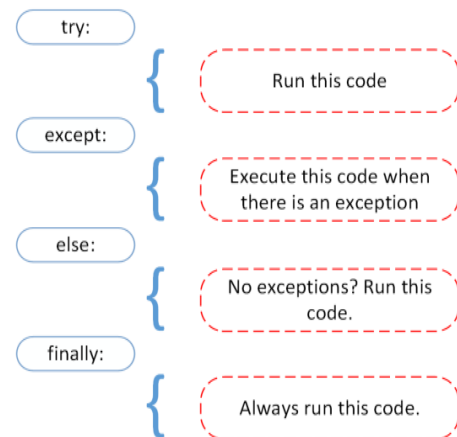 try:
Run this code
except:
Execute this code when
there is an exception
else:
No exceptions? Run this
code.
finally:
Always run this code.